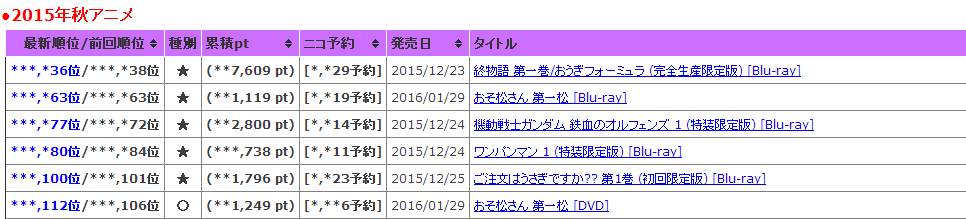 ●2015年秋アニメ
最新順位/前回順位 種別 累積pt ニコ予約 発売日 タイトル
***,*36位/***,*38位 ★ (**7,609 pt) [*,*29予約] 2015/12/23 終物語 第一巻/おうぎフォーミュラ (完全生産限定版) [Blu-ray]
***,*63位/***,*63位 ★ (**1,119 pt) [*,*19予約] 2016/01/29 おそ松さん 第一松 [Blu-ray]
***,*77位/***,*72位 ★ (**2,800 pt) [*,*14予約] 2015/12/24 機動戦士ガンダム 鉄血のオルフェンズ 1 (特装限定版) [Blu-ray]
***,*80位/***,*84位 ★ (***,738 pt) [*,*11予約] 2015/12/24 ワンパンマン 1 (特装限定版) [Blu-ray]
***,100位/***,101位 ★ (**1,796 pt) [*,*23予約] 2015/12/25 ご注文はうさぎですか?? 第1巻 (初回限定版) [Blu-ray]
***,112位/***,106位 ○ (**1,249 pt) [*,**6予約] 2016/01/29 おそ松さん 第一松 [DVD]